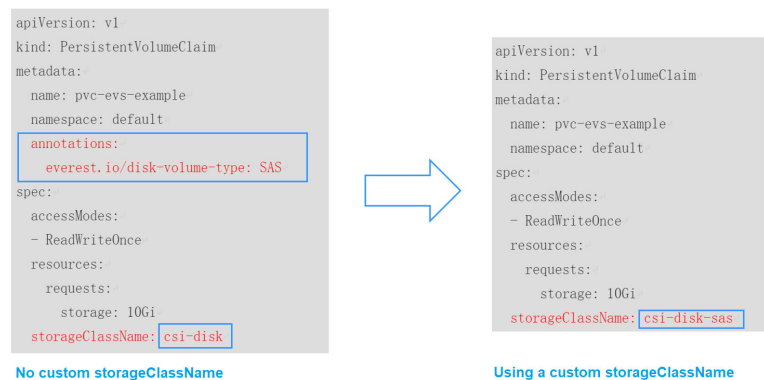 apiVersion: v1
kind: PersistentVolumeClaim
metadata:
  name: pvc-evs-example
  namespace: default
  annotations:
    everest.io/disk-volume-type: SAS
spec:
  accessModes:
  - ReadWriteOnce
  resources:
    requests:
      storage: 10Gi
  storageClassName: csi-disk
No custom storageClassName
apiVersion: v1
kind: PersistentVolumeClaim
metadata:
  name: pvc-evs-example
  namespace: default
spec:
  accessModes:
  - ReadWriteOnce
  resources:
    requests:
      storage: 10Gi
  storageClassName: csi-disk-sas
Using a custom storageClassName